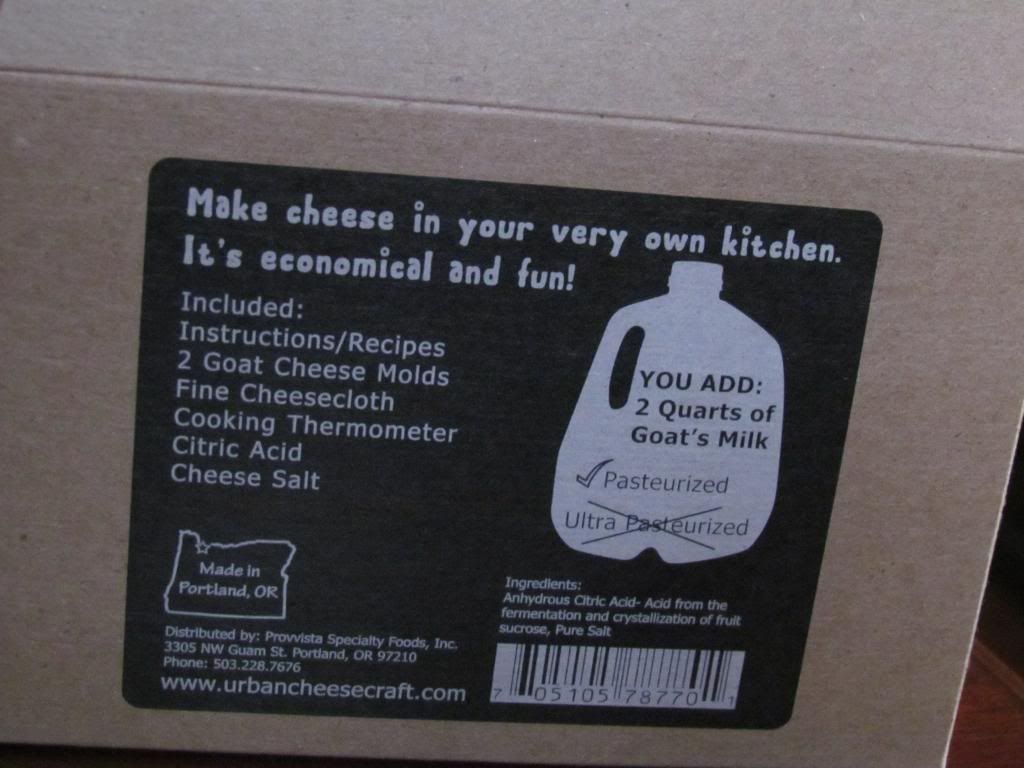 Make cheese in your very own kitchen.
It's economical and fun!
Included:
Instructions/Recipes
2 Goat Cheese Molds
Fine Cheesecloth
Cooking Thermometer
Citric Acid
Cheese Salt
YOU ADD:
2 Quarts of
Goat's Milk
Pasteurized
Ultra Pasteurized
Made in
Portland, OR
Distributed by: Provvista Specialty Foods, Inc.
3305 NW Guam St. Portland, OR 97210
Phone: 503.228.7676
www.urbancheesecraft.com
Ingredients:
Anhydrous Citric Acid- Acid from the
fermentation and crystallization of fruit
sucrose, Pure Salt
7 05105 78770 1